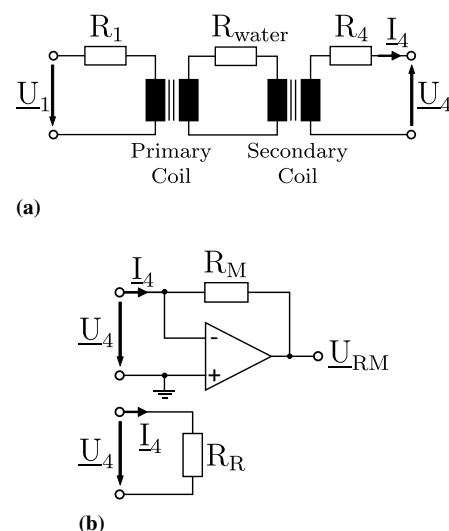 R1 Rwater R4 I4
U1 U4
Primary Coil Secondary Coil
(a)
I4 RM
U4 - + URM
U4 I4 RR
(b)